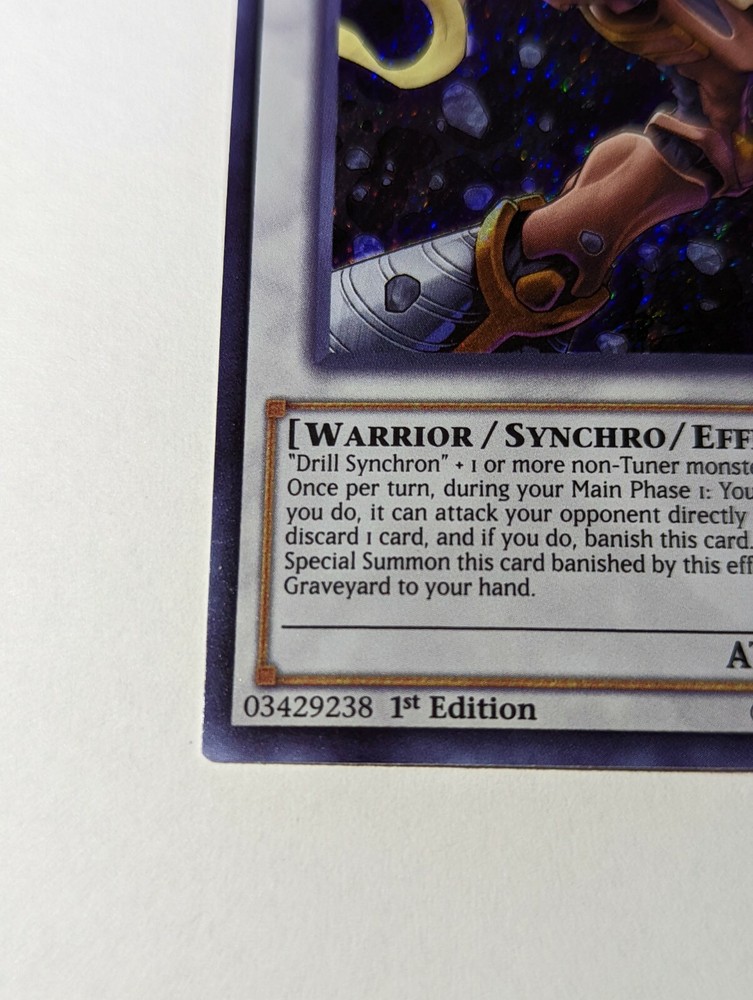 [WARRIOR/SYNCHRO/EFF
"Drill Synchron" + 1 or more non-Tuner monst
Once per turn, during your Main Phase 1: You
you do, it can attack your opponent directly
discard 1 card, and if you do, banish this card.
Special Summon this card banished by this eff
Graveyard to your hand.
A
03429238 1st Edition